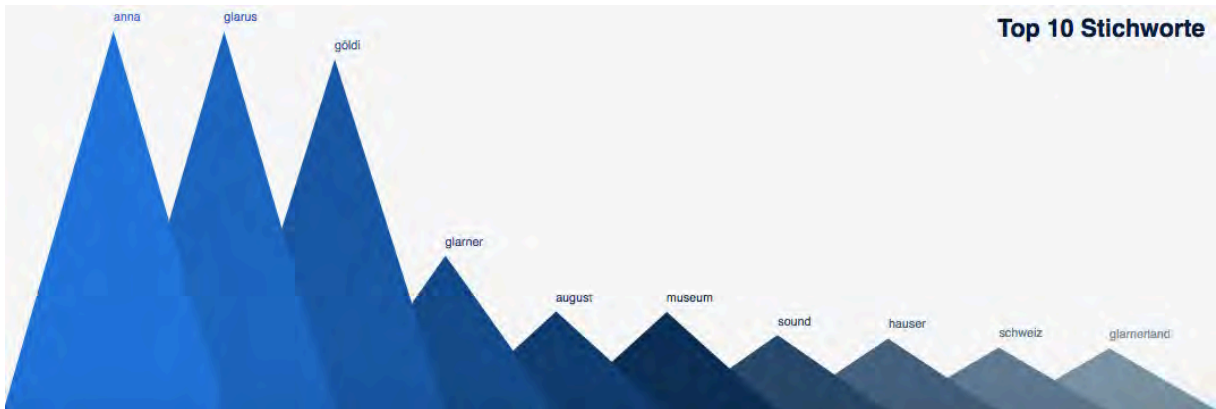 Top 10 Stichworte
anna
glarus
göldi
glarner
august
museum
sound
hauser
schweiz
glarnerland